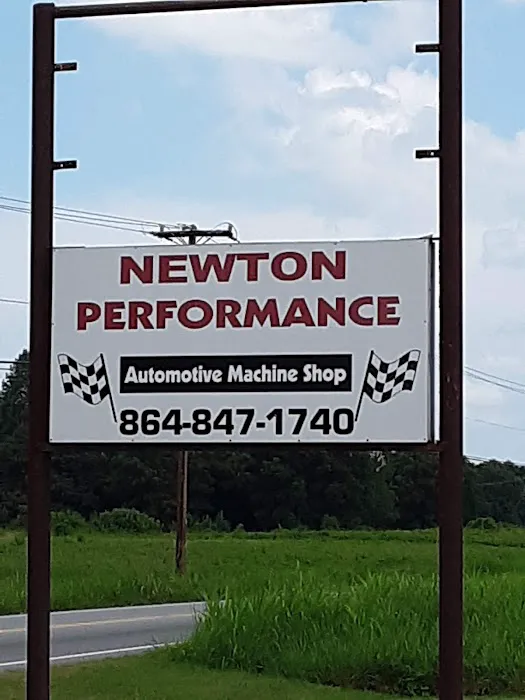 NEWTON
PERFORMANCE
Automotive Machine Shop
864-847-1740